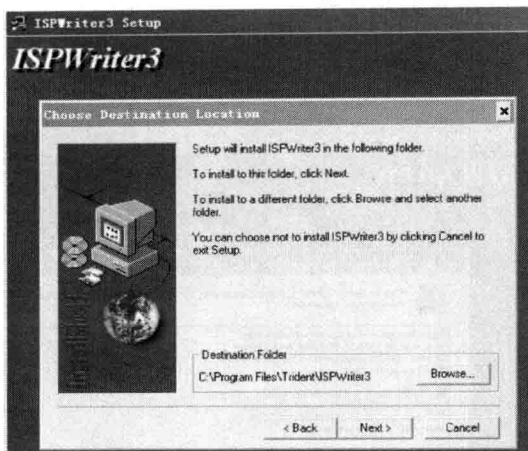 ISPWriter3 Setup
ISPWriter3
Choose Destination Location
Setup will install ISPWriter3 in the following folder.
To install to this folder, click Next.
To install to a different folder, click Browse and select another
folder.
You can choose not to install ISPWriter3 by clicking Cancel to
exit Setup.
Destination Folder
C:\Program Files\Trident\ISPWriter3
Browse...
< Back
Next >
Cancel